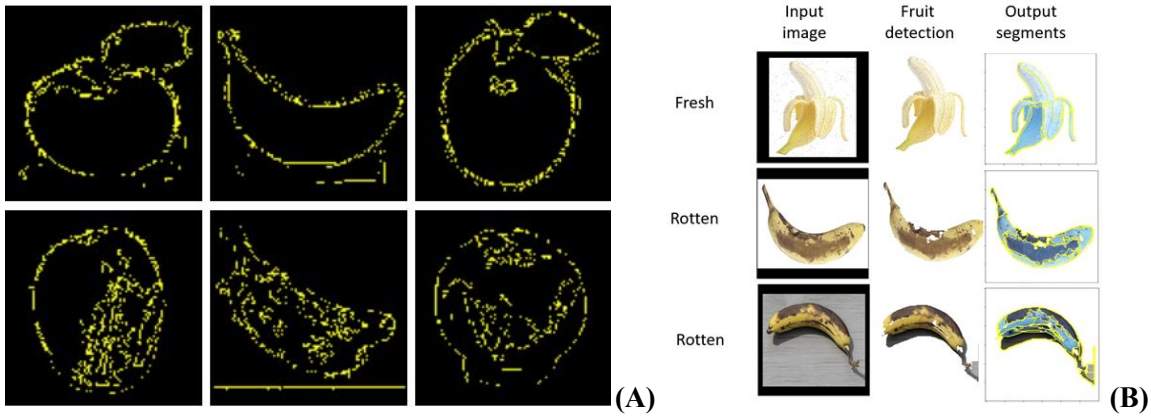 Input image
Fruit detection
Output segments
Fresh
Rotten
Rotten
(A)
(B)